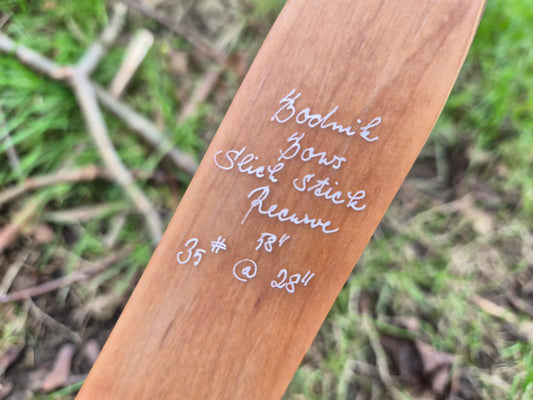 Bodnik
Bows
Slick Stick
Recurve
58"
35# @ 28"